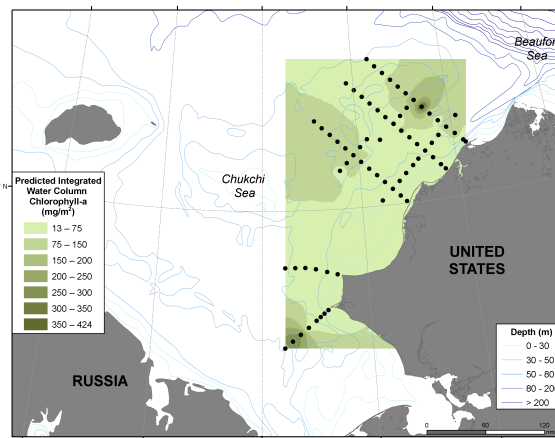 Beaufor
Sea
Chukchi
Sea
N
Predicted Integrated
Water Column
Chlorophyll-a
(mg/m²)
13 – 75
75 – 150
150 – 200
200 – 250
250 – 300
300 – 350
350 – 424
UNITED
STATES
RUSSIA
Depth (m)
0 - 30
30 - 50
50 - 80
80 - 20
> 200
0 60 120